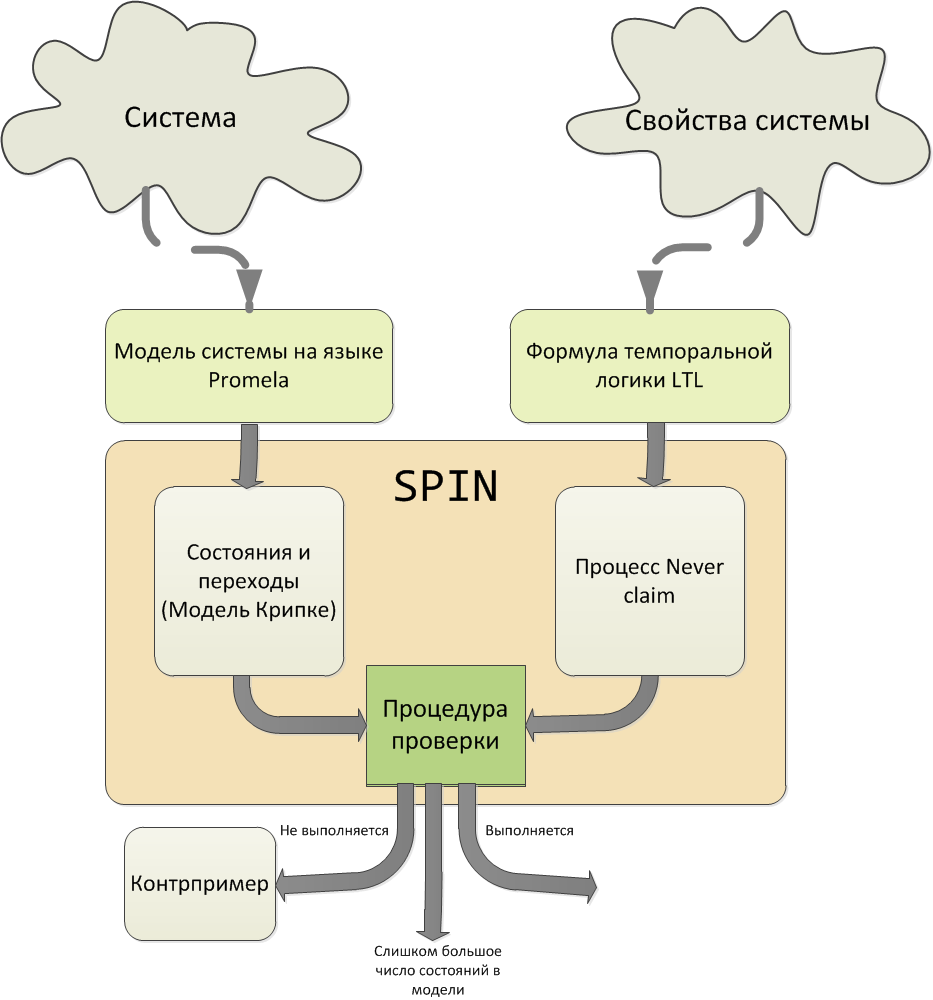 Система
Свойства системы
Модель системы на языке
Promela
Формула темпоральной
логики LTL
SPIN
Состояния и
переходы
(Модель Крипке)
Процесс Never
claim
Процедура
проверки
Не выполняется
Выполняется
Контрпример
Слишком большое
число состояний в
модели